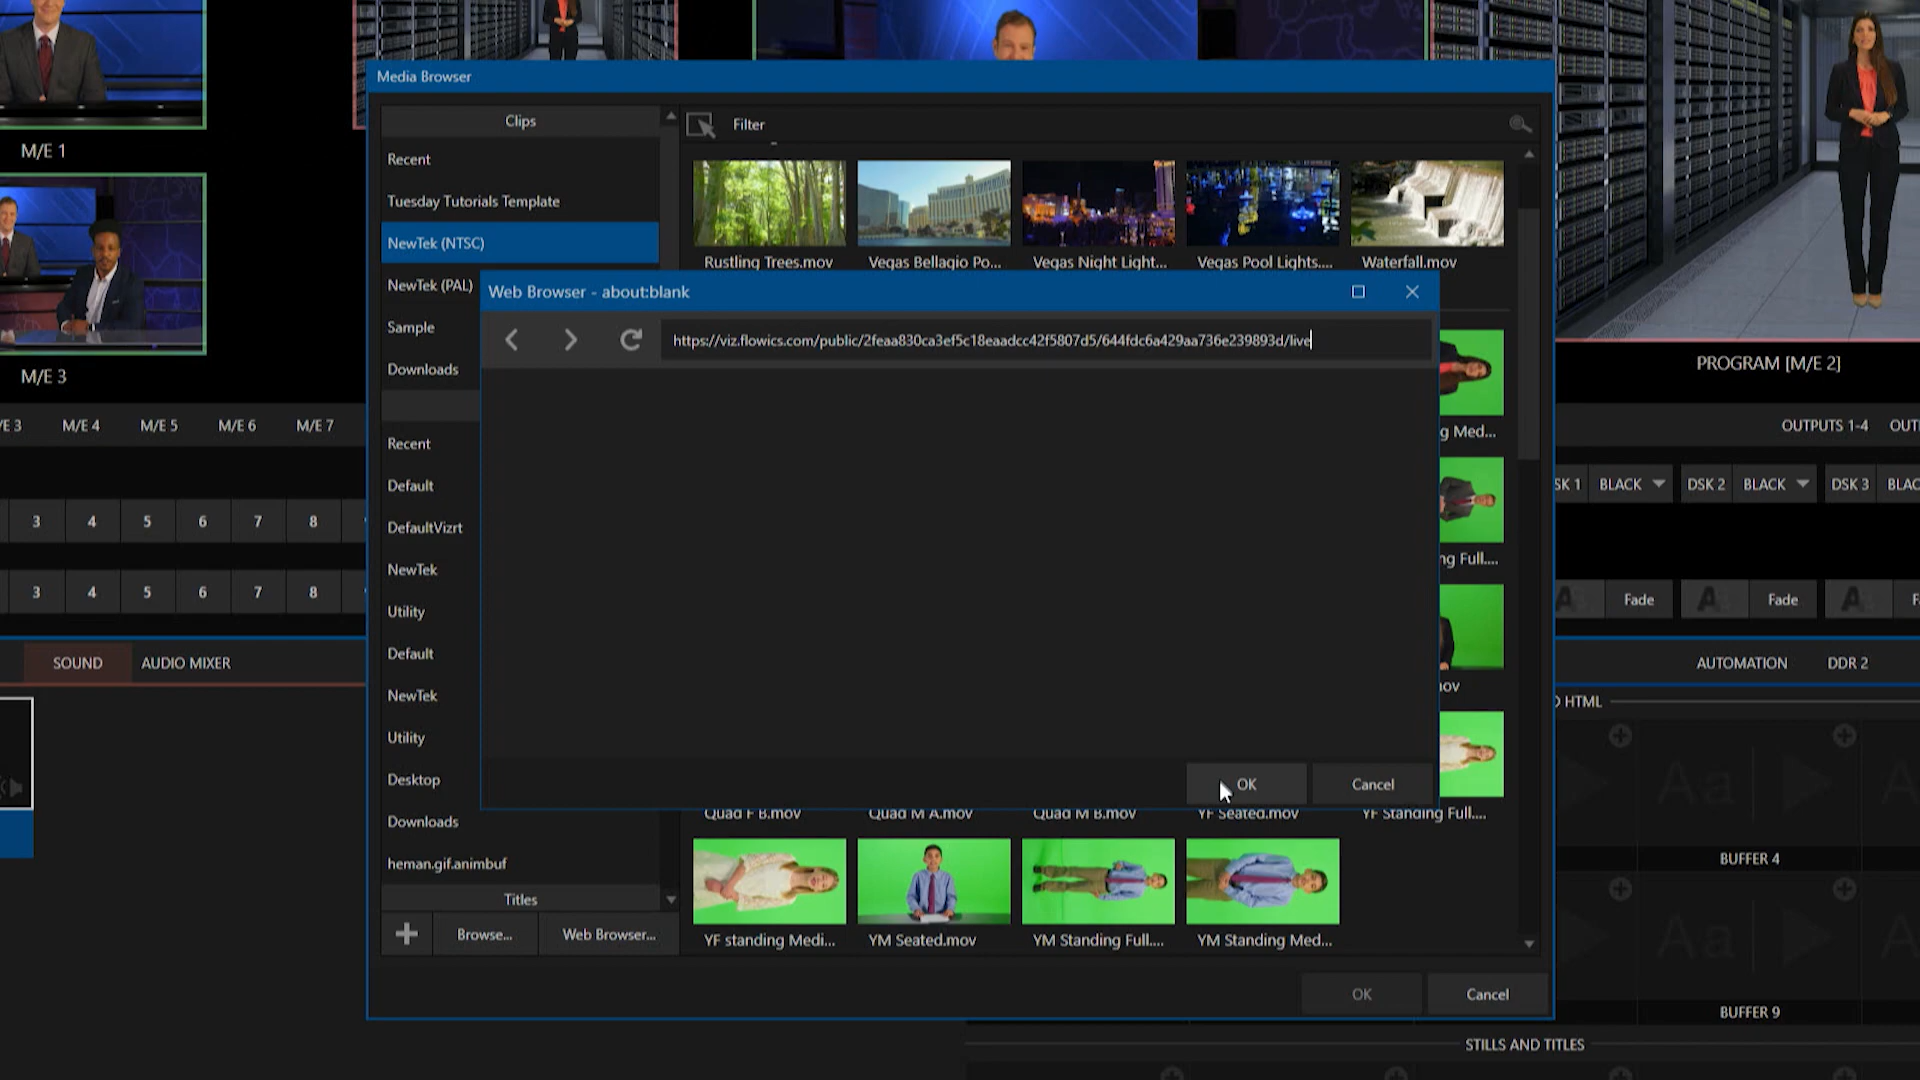 Media Browser
Clips
Recent
Tuesday Tutorials Template
NewTek (NTSC)
NewTek (PAL)
Sample
Downloads
Recent
Default
DefaultVizrt
NewTek
Utility
Default
NewTek
Utility
Desktop
Downloads
heman.gif.animbuf
Titles
Browse...
Web Browser...
Filter
Rustling Trees.mov
Vegas Bellagio Po...
Vegas Night Light...
Vegas Pool Lights....
Waterfall.mov
Web Browser - about:blank
https://viz.flowics.com/public/2feaa830ca3ef5c18eaadcc42f5807d5/644fdc6a429aa736e239893d/live
g Med...
ng Full....
ov
OK
Cancel
Quad F B.mov
Quad M A.mov
Quad M B.mov
YF Seated.mov
YF Standing Full....
YF standing Medi...
YM Seated.mov
YM Standing Full....
YM Standing Med...
OK
Cancel
M/E 1
M/E 3
/E 3
M/E 4
M/E 5
M/E 6
M/E 7
3 4 5 6 7 8
3 4 5 6 7 8
SOUND
AUDIO MIXER
PROGRAM [M/E 2]
OUTPUTS 1-4
OUT
SK 1
BLACK
DSK 2
BLACK
DSK 3
BLAC
A
Fade
A
Fade
A
F
AUTOMATION
DDR 2
HTML
Aa
A
BUFFER 4
Aa
A
BUFFER 9
STILLS AND TITLES